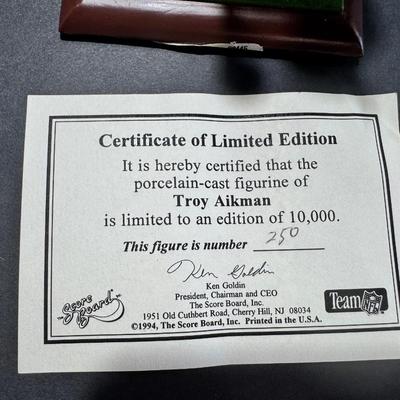 Certificate of Limited Edition
It is hereby certified that the
porcelain-cast figurine of
Troy Aikman
is limited to an edition of 10,000.
This figure is number 250
Ken Goldin
Ken Goldin
President, Chairman and CEO
The Score Board, Inc.
1951 Old Cuthbert Road, Cherry Hill, NJ 08034
©1994, The Score Board, Inc. Printed in the U.S.A.
Score
Board
Team NFL